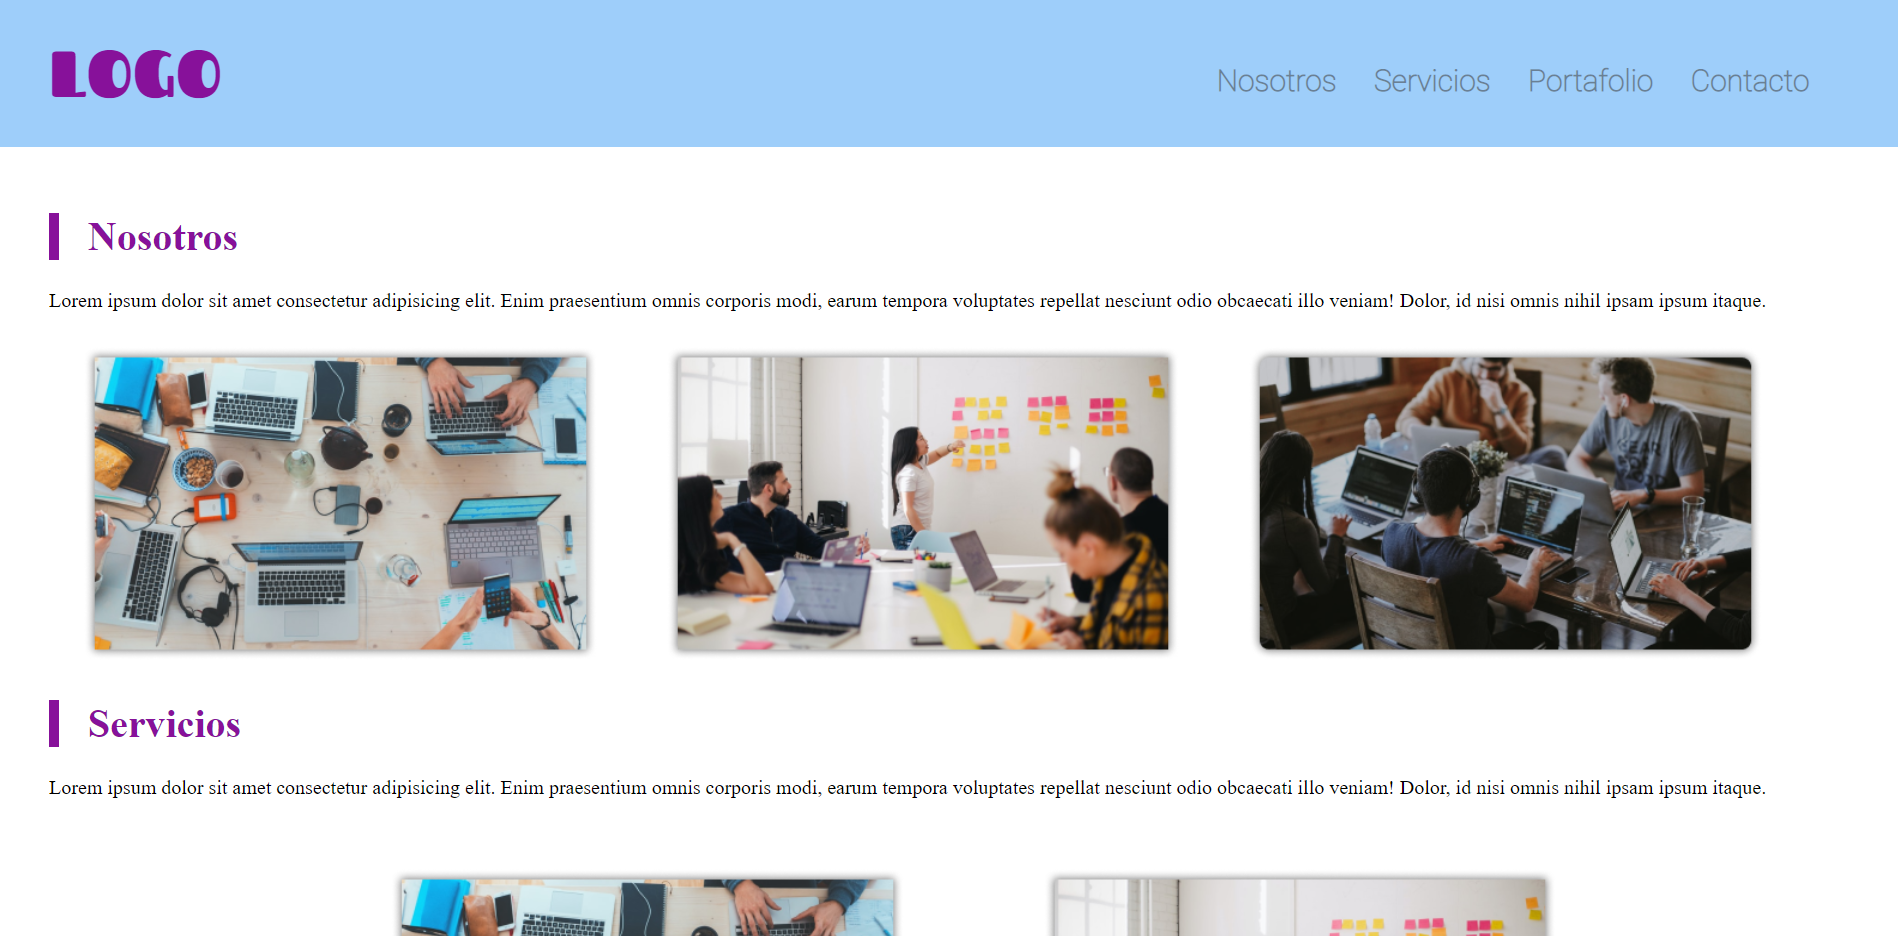 LOGO
Nosotros Servicios Portafolio Contacto
Nosotros
Lorem ipsum dolor sit amet consectetur adipisicing elit. Enim praesentium omnis corporis modi, earum tempora voluptates repellat nesciunt odio obcaecati illo veniam! Dolor, id nisi omnis nihil ipsam ipsum itaque.
Servicios
Lorem ipsum dolor sit amet consectetur adipisicing elit. Enim praesentium omnis corporis modi, earum tempora voluptates repellat nesciunt odio obcaecati illo veniam! Dolor, id nisi omnis nihil ipsam ipsum itaque.